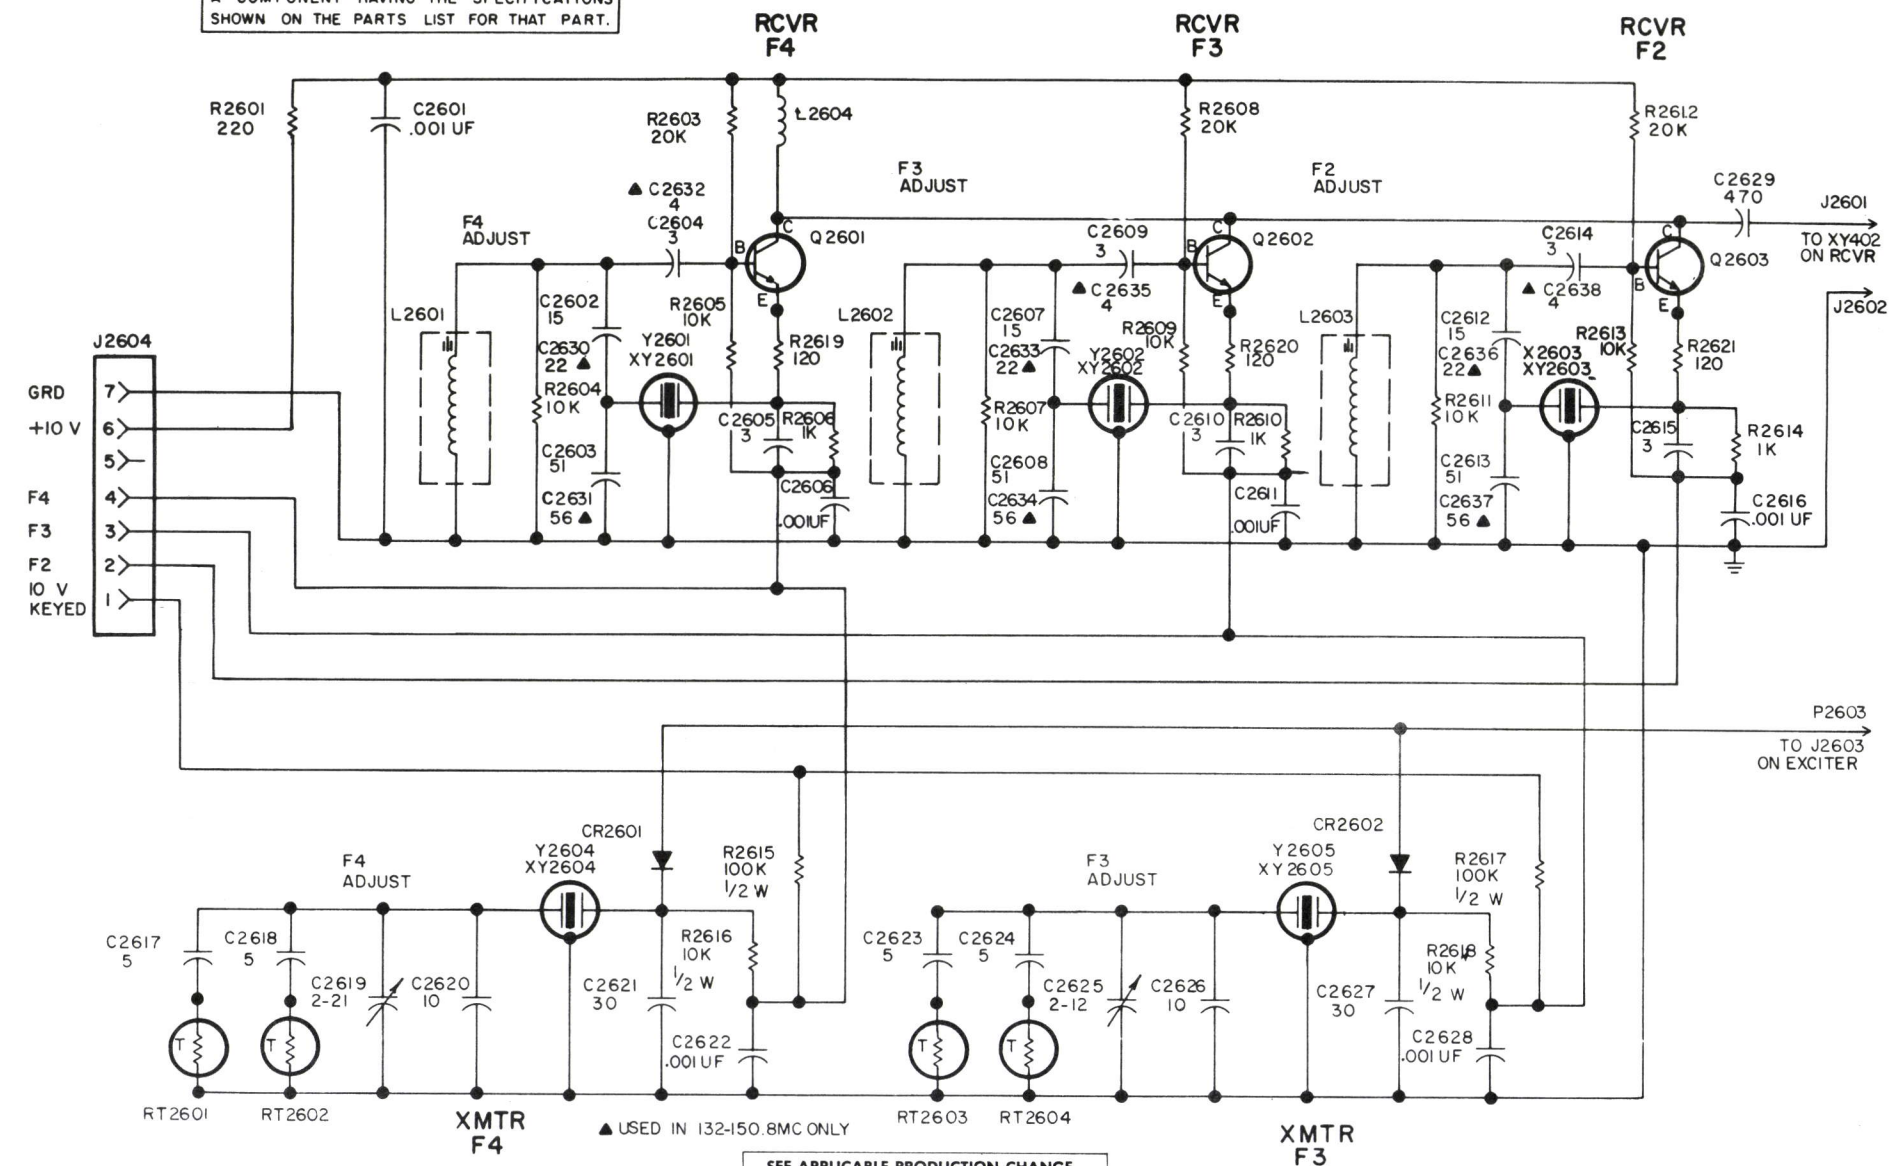 SHOWN ON THE PARTS LIST FOR THAT PART.
RCVR
F4
RCVR
F3
RCVR
F2
R2601
220
C2601
.001 UF
R2603
20K
L2604
R2608
20K
R2612
20K
F3
ADJUST
F2
ADJUST
▲ C2632
4
C2604
3
F4
ADJUST
C
B
E
Q2601
C2609
3
▲ C2635
4
C
B
E
Q2602
C2614
3
▲ C2638
4
C
B
E
Q2603
C2629
470
J2601
TO XY402
ON RCVR
J2602
L2601
C2602
15
C2630
22 ▲
R2604
10K
C2603
51
C2631
56 ▲
R2605
10K
Y2601
XY2601
R2619
120
C2605
3
R2606
1K
C2606
.001UF
L2602
C2607
15
C2633
22 ▲
R2607
10K
C2608
51
C2634
56 ▲
R2609
10K
Y2602
XY2602
R2620
120
C2610
3
R2610
1K
C2611
.001UF
L2603
C2612
15
C2636
22 ▲
R2611
10K
C2613
51
C2637
56 ▲
R2613
10K
X2603
XY2603
R2621
120
C2615
3
R2614
1K
C2616
.001 UF
J2604
GRD 7
+10 V 6
5
F4 4
F3 3
F2 2
10 V
KEYED 1
P2603
TO J2603
ON EXCITER
CR2601
Y2604
XY2604
F4
ADJUST
R2615
100K
1/2 W
CR2602
Y2605
XY2605
F3
ADJUST
R2617
100K
1/2 W
C2617
5
C2618
5
C2619
2-21
C2620
10
C2621
30
R2616
10K
1/2 W
C2622
.001UF
C2623
5
C2624
5
C2625
2-12
C2626
10
C2627
30
R2618
10K
1/2 W
C2628
.001UF
T
T
T
T
RT2601
RT2602
XMTR
F4
▲ USED IN 132-150.8MC ONLY
RT2603
RT2604
XMTR
F3
SEE APPLICABLE PRODUCTION CHANGE